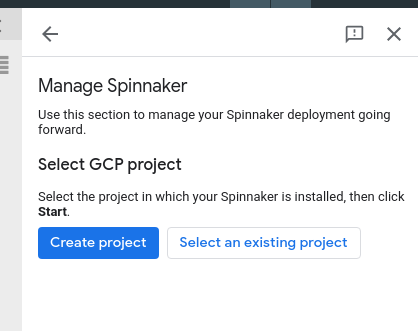 Manage Spinnaker
Use this section to manage your Spinnaker deployment going
forward.
Select GCP project
Select the project in which your Spinnaker is installed, then click
Start.
Create project
Select an existing project